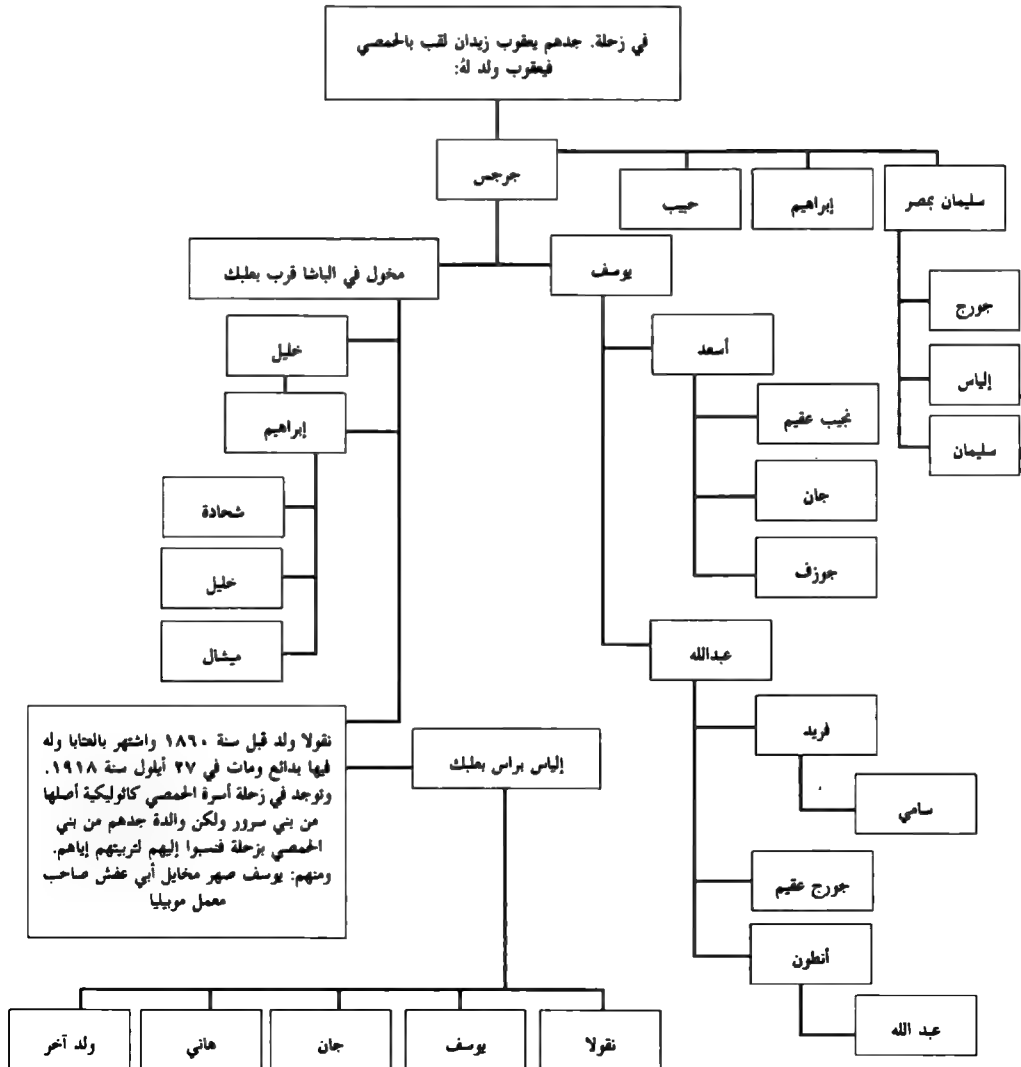 في زحلة. جدهم يعقوب زيدان لقب بالحمصي
فيعقوب ولد لهُ:
جرجس
حبيب
إبراهيم
سليمان بمصر
جورج
إلياس
سليمان
يوسف
مخول في الباشا قرب بعلبك
أسعد
نجيب عقيم
جان
جوزف
عبدالله
فريد
سامي
جورج عقيم
أنطون
عبد الله
خليل
إبراهيم
شحادة
خليل
ميشال
نقولا ولد قبل سنة ١٨٦٠ واشتهر بالعتابا وله
فيها بدائع ومات في ٢٧ أيلول سنة ١٩١٨.
وتوجد في زحلة أسرة الحمصي كاثوليكية أصلها
من بني سرور ولكن والدة جدهم من بني
الحمصي بزحلة فنسبوا إليهم لتربيتهم إياهم.
ومنهم: يوسف صهر مخايل أبي عفش صاحب
معمل موبيليا
إلياس براس بعلبك
نقولا
يوسف
جان
هاني
ولد آخر